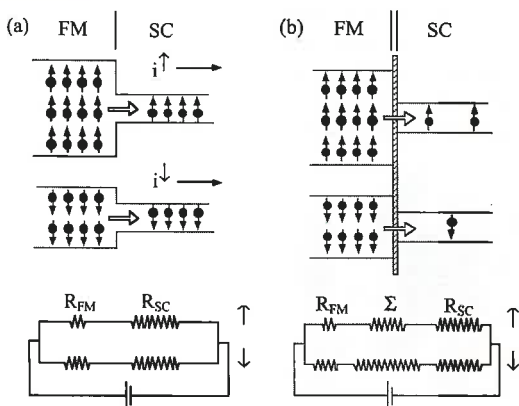 (a) FM SC
i↑
i↓
R_FM R_SC ↑
↓
(b) FM SC
R_FM Σ R_SC ↑
↓